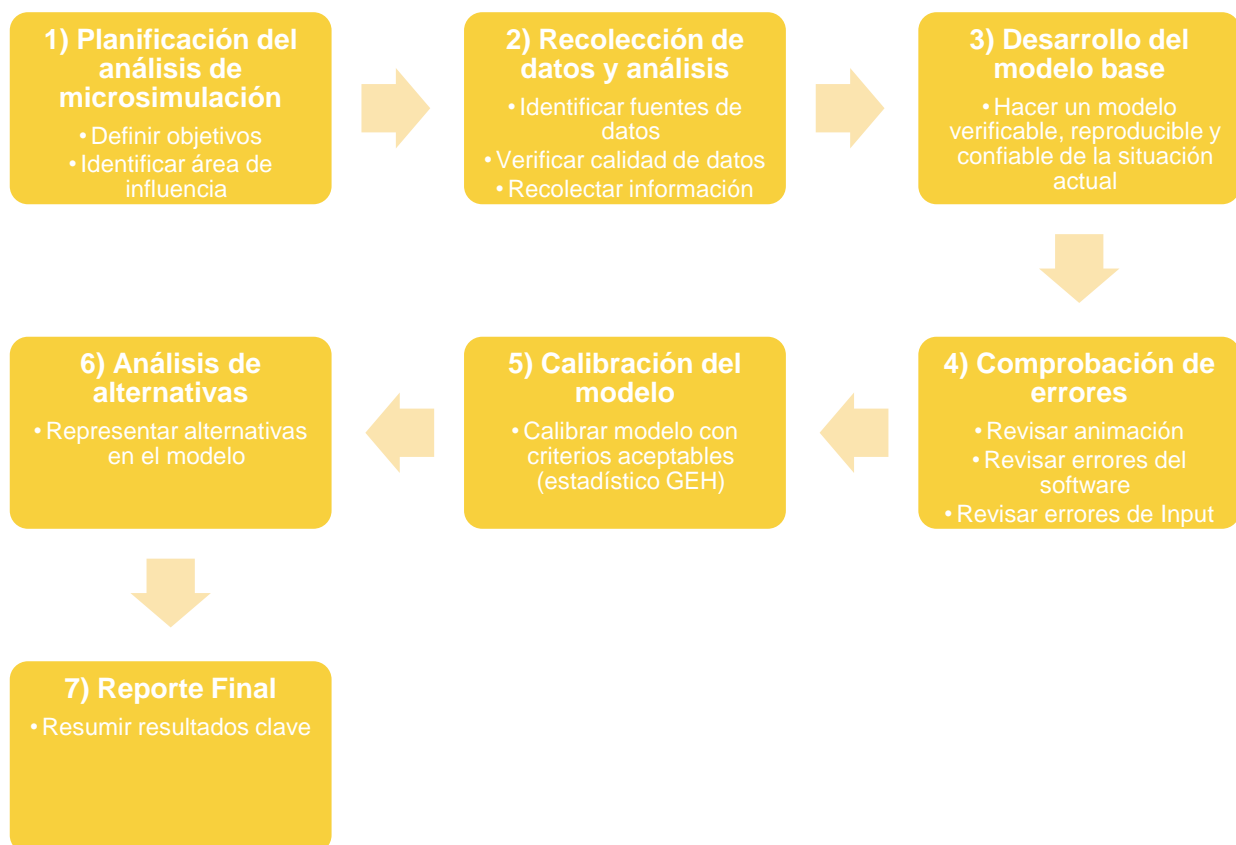 1) Planificación del
análisis de
microsimulación
• Definir objetivos
• Identificar área de
influencia
2) Recolección de
datos y análisis
• Identificar fuentes de
datos
• Verificar calidad de datos
• Recolectar información
3) Desarrollo del
modelo base
• Hacer un modelo
verificable, reproducible y
confiable de la situación
actual
4) Comprobación de
errores
• Revisar animación
• Revisar errores del
software
• Revisar errores de Input
5) Calibración del
modelo
• Calibrar modelo con
criterios aceptables
(estadístico GEH)
6) Análisis de
alternativas
• Representar alternativas
en el modelo
7) Reporte Final
• Resumir resultados clave